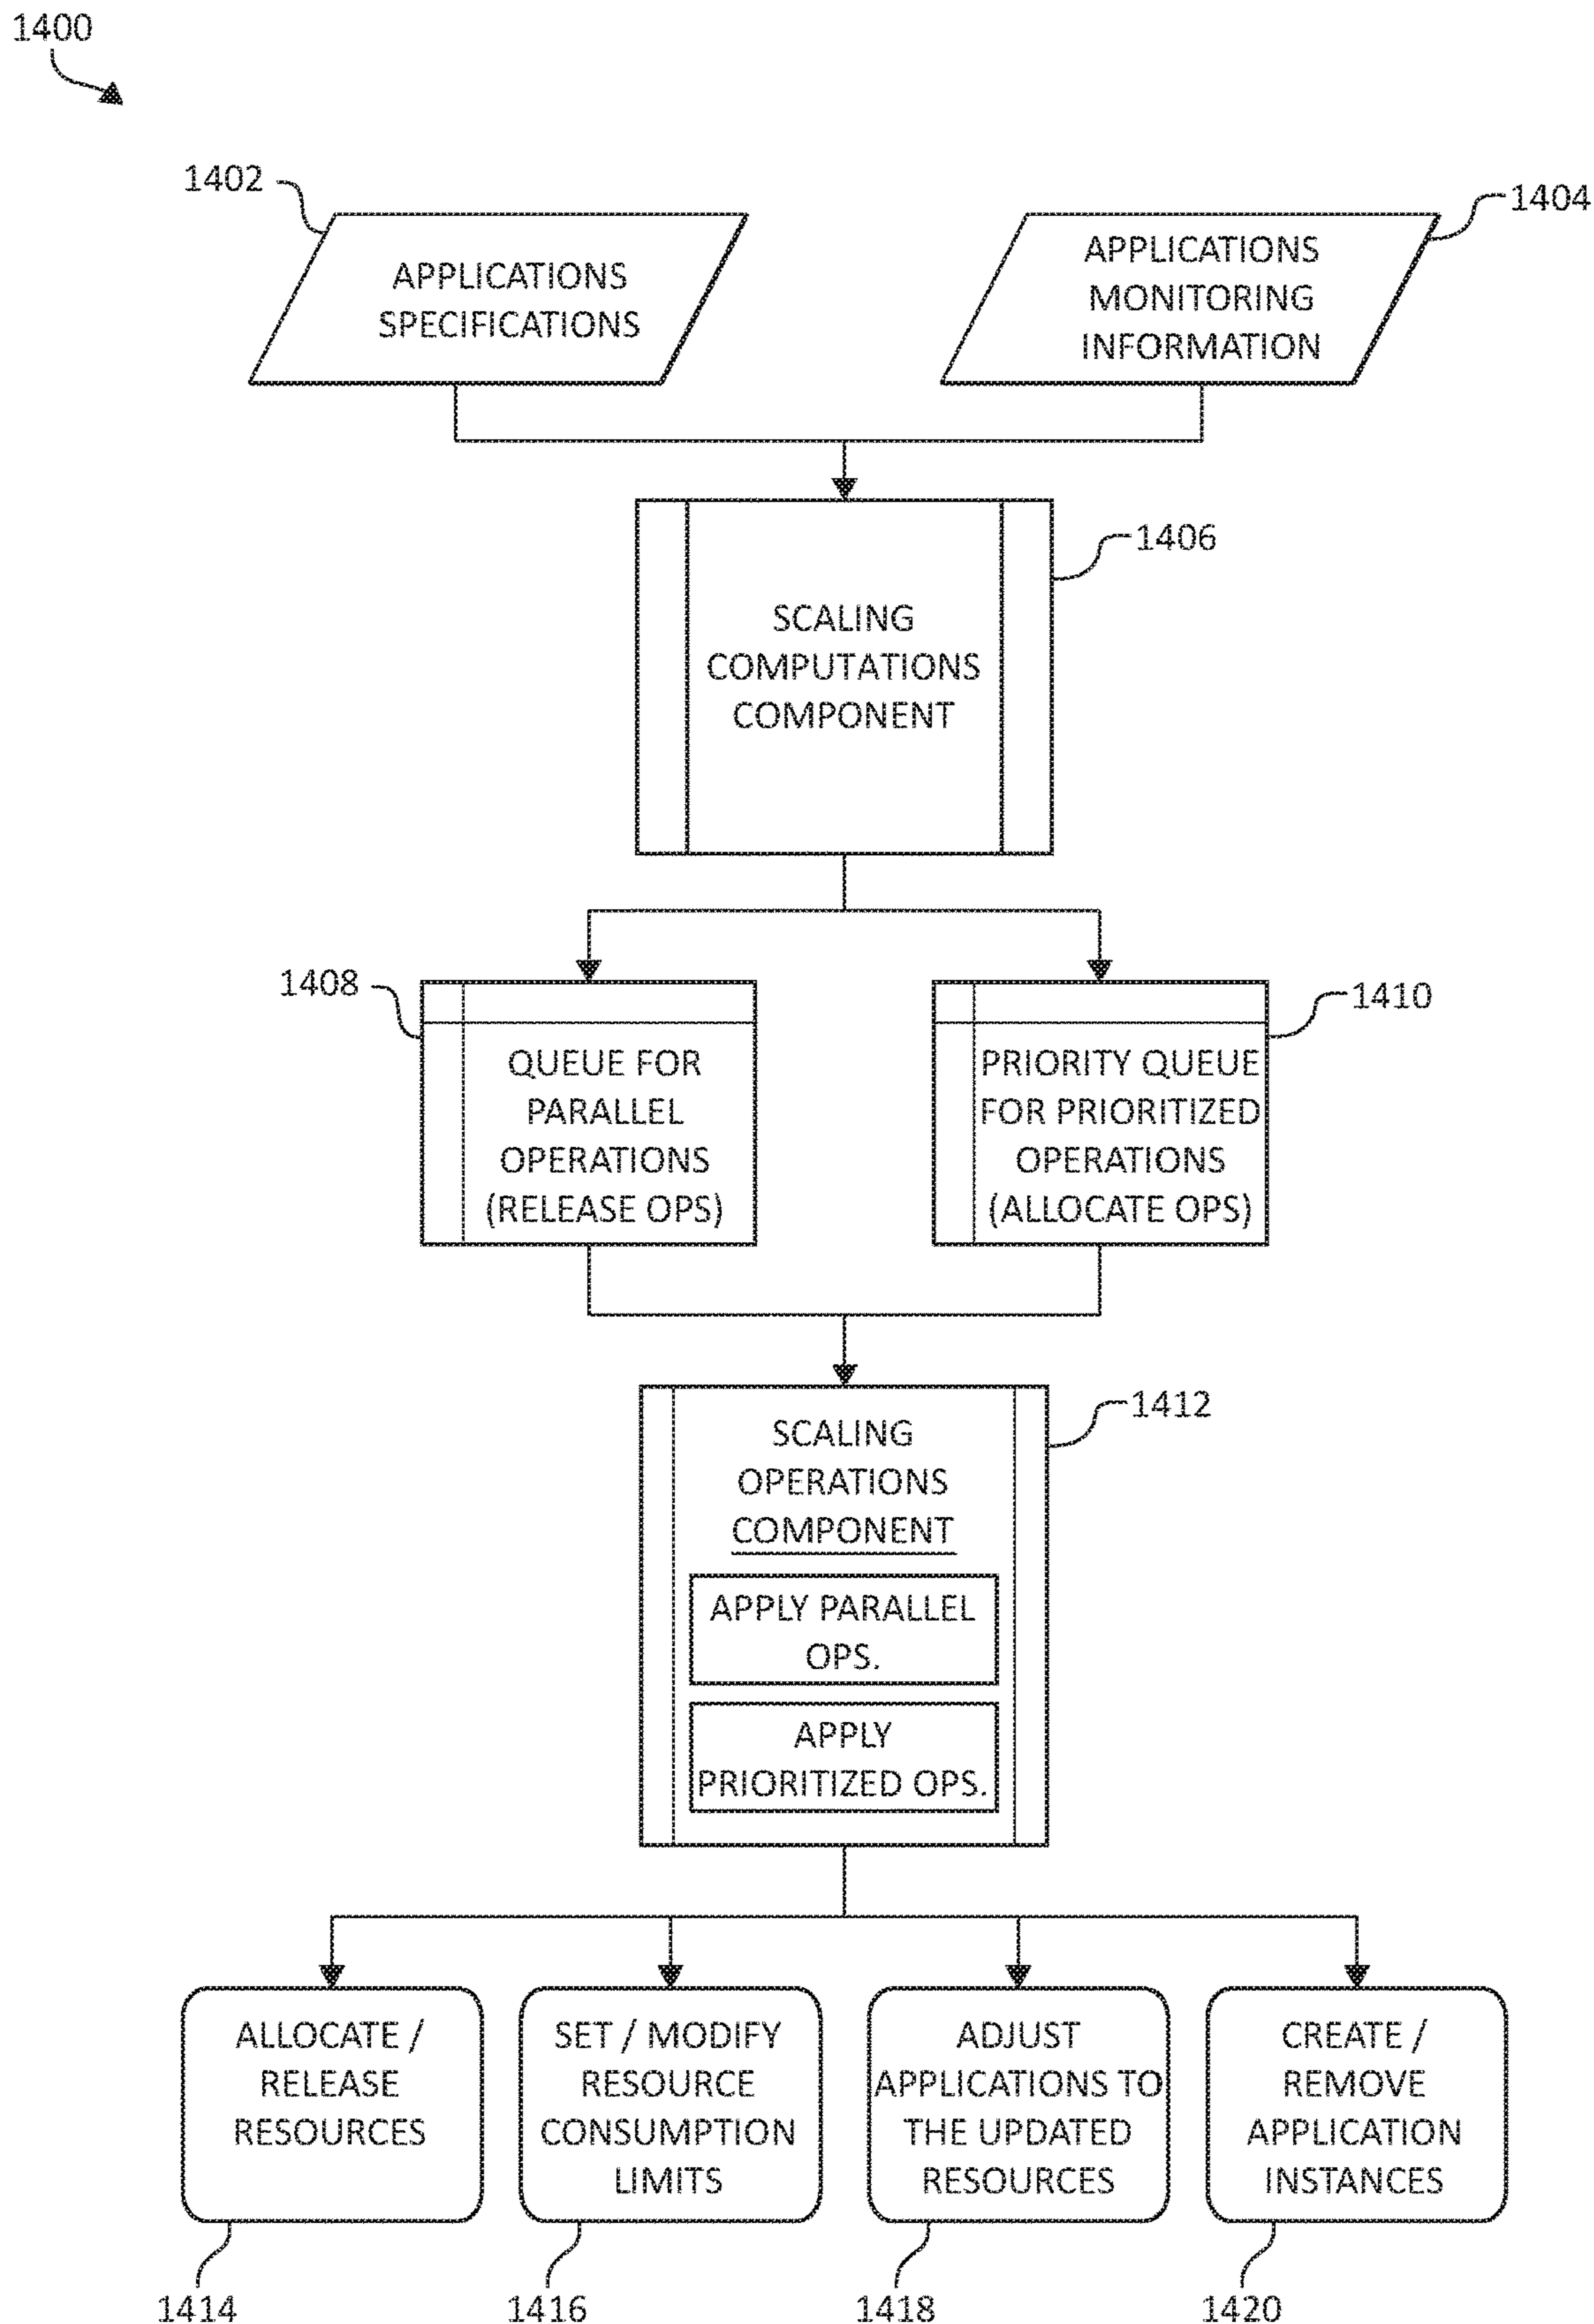 1400
1402
1404
APPLICATIONS
SPECIFICATIONS
APPLICATIONS
MONITORING
INFORMATION
1406
SCALING
COMPUTATIONS
COMPONENT
1408
1410
QUEUE FOR
PARALLEL
OPERATIONS
(RELEASE OPS)
PRIORITY QUEUE
FOR PRIORITIZED
OPERATIONS
(ALLOCATE OPS)
1412
SCALING
OPERATIONS
COMPONENT
APPLY PARALLEL
OPS.
APPLY
PRIORITIZED OPS.
ALLOCATE /
RELEASE
RESOURCES
SET / MODIFY
RESOURCE
CONSUMPTION
LIMITS
ADJUST
APPLICATIONS TO
THE UPDATED
RESOURCES
CREATE /
REMOVE
APPLICATION
INSTANCES
1414
1416
1418
1420